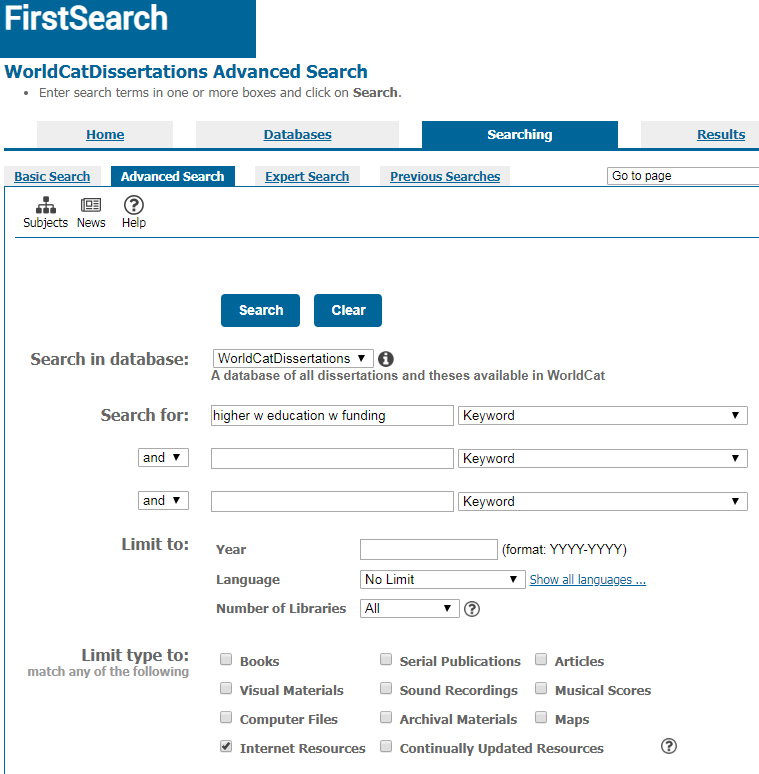 FirstSearch
WorldCatDissertations Advanced Search
• Enter search terms in one or more boxes and click on Search.
Home Databases Searching Results
Basic Search Advanced Search Expert Search Previous Searches Go to page
Subjects News Help
Search Clear
Search in database: WorldCatDissertations
A database of all dissertations and theses available in WorldCat
Search for: higher w education w funding Keyword
and Keyword
and Keyword
Limit to: Year (format: YYYY-YYYY)
Language No Limit Show all languages ...
Number of Libraries All ?
Limit type to: Books Serial Publications Articles
match any of the following
Visual Materials Sound Recordings Musical Scores
Computer Files Archival Materials Maps
Internet Resources Continually Updated Resources ?